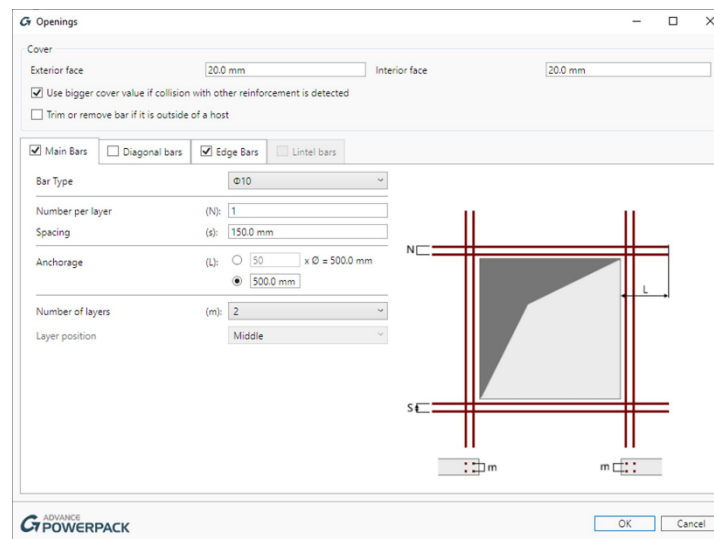 Openings
Cover
Exterior face 20.0 mm Interior face 20.0 mm
Use bigger cover value if collision with other reinforcement is detected
Trim or remove bar if it is outside of a host
Main Bars Diagonal bars Edge Bars Lintel bars
Bar Type Φ10
Number per layer (N): 1
Spacing (s): 150.0 mm
Anchorage (L): 50 x Ø = 500.0 mm
500.0 mm
Number of layers (m): 2
Layer position Middle
N
L
S
m m
ADVANCE
POWERPACK
OK Cancel